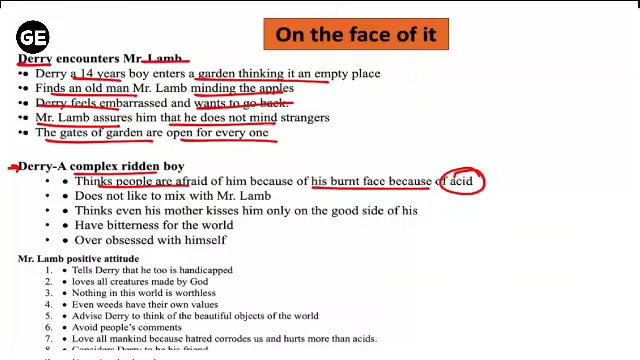 GE
On the face of it
Derry encounters Mr. Lamb
• Derry a 14 years boy enters a garden thinking it an empty place
• Finds an old man Mr. Lamb minding the apples
• Derry feels embarrassed and wants to go back.
• Mr. Lamb assures him that he does not mind strangers
• The gates of garden are open for every one
Derry-A complex ridden boy
• Thinks people are afraid of him because of his burnt face because of acid
• Does not like to mix with Mr. Lamb
• Thinks even his mother kisses him only on the good side of his
• Have bitterness for the world
• Over obsessed with himself
Mr. Lamb positive attitude
1. • Tells Derry that he too is handicapped
2. • loves all creatures made by God
3. • Nothing in this world is worthless
4. • Even weeds have their own values
5. • Advise Derry to think of the beautiful objects of the world
6. • Avoid people's comments
7. • Love all mankind because hatred corrodes us and hurts more than acids.
8. • Considers Derry to be his friend